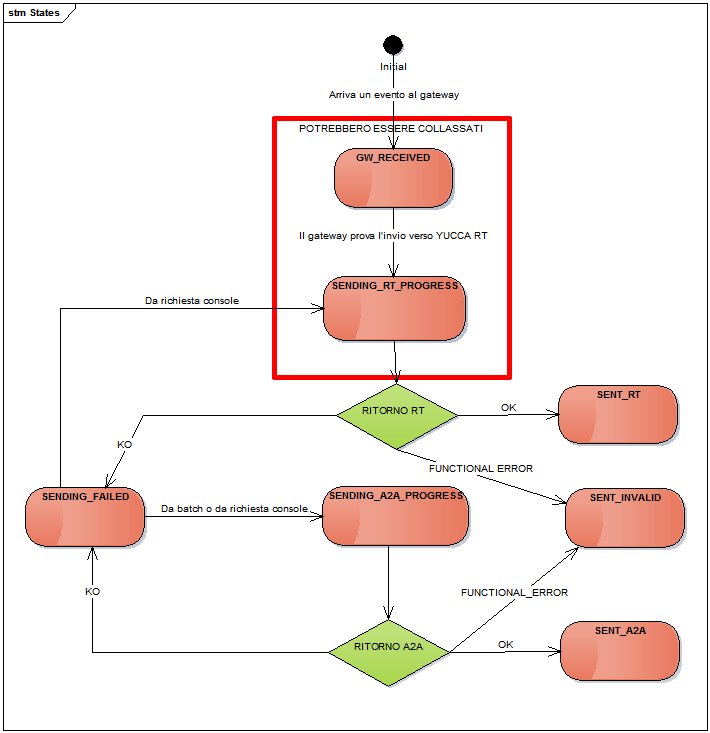 stm States
Initial
Arriva un evento al gateway
POTREBBERO ESSERE COLLASSATI
GW_RECEIVED
Il gateway prova l'invio verso YUCCA RT
SENDING_RT_PROGRESS
Da richiesta console
RITORNO RT
OK
SENT_RT
KO
FUNCTIONAL ERROR
SENDING_FAILED
Da batch o da richiesta console
SENDING_A2A_PROGRESS
SENT_INVALID
KO
FUNCTIONAL_ERROR
RITORNO A2A
OK
SENT_A2A